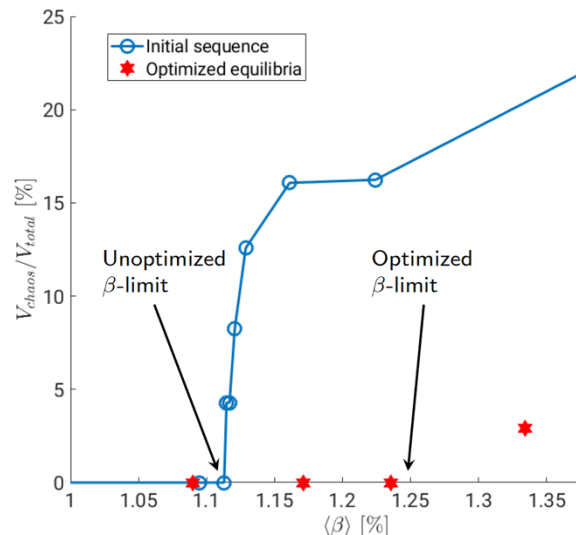 25
Initial sequence
Optimized equilibria
20
V_chaos/V_total [%]
15
Unoptimized
β-limit
Optimized
β-limit
10
5
0
1
1.05
1.1
1.15
1.2
1.25
1.3
1.35
⟨β⟩ [%]